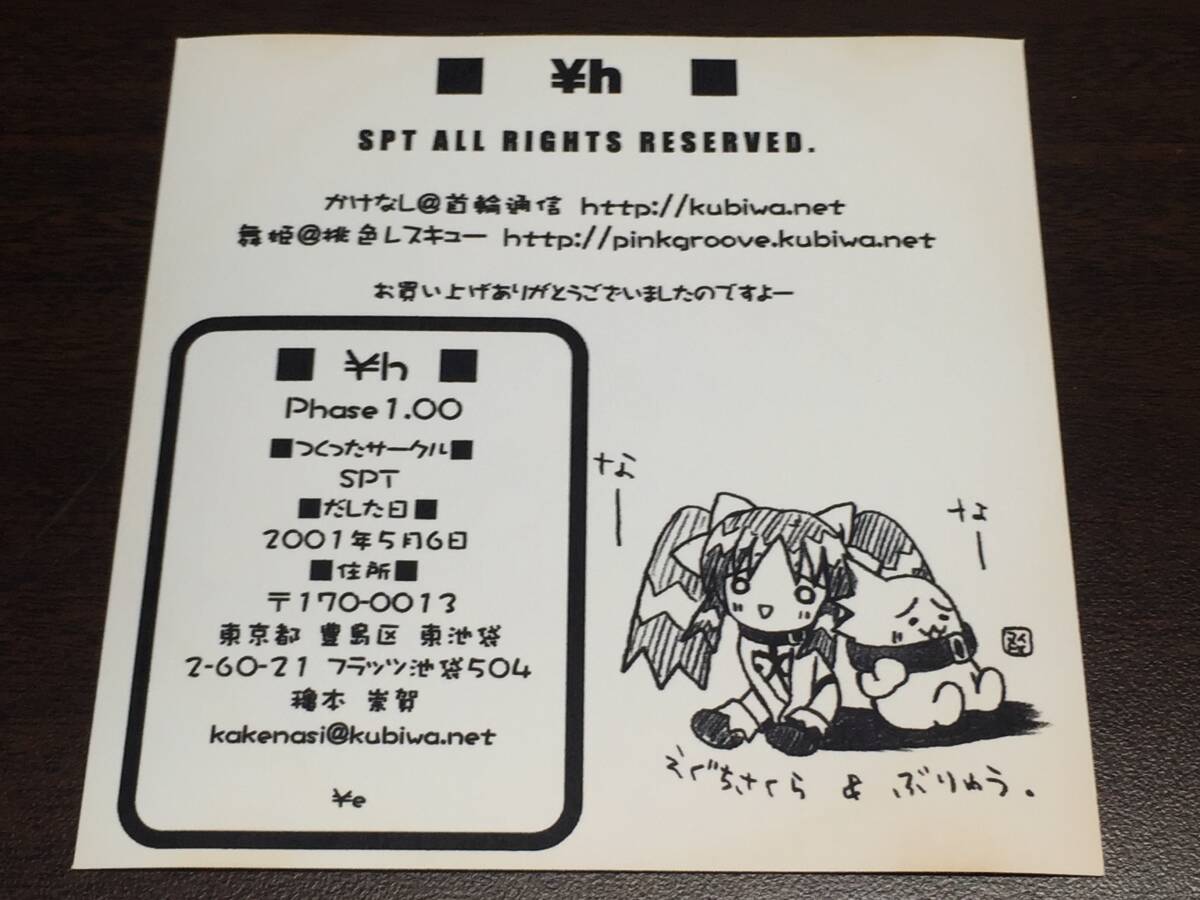 ■ ¥h ■
SPT ALL RIGHTS RESERVED.
かけなし@首輪通信 http://kubiwa.net
舞姫@桃色レスキュー http://pinkgroove.kubiwa.net
お買い上げありがとうございましたのですよー
■ ¥h ■
Phase1.00
■つくったサークル■
SPT
■だした日■
2001年5月6日
■住所■
〒170-0013
東京都 豊島区 東池袋
2-60-21 フラッツ池袋504
穐本 崇賀
kakenasi@kubiwa.net
¥e
なー
なー
えぐちさくら & ぶりゅう。